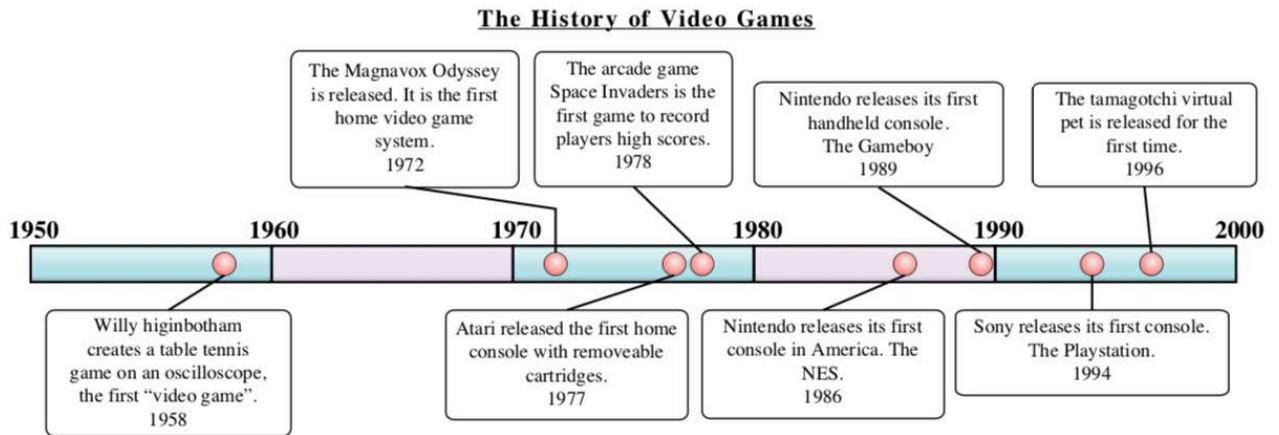 The History of Video Games
The Magnavox Odyssey
is released. It is the first
home video game
system.
1972
The arcade game
Space Invaders is the
first game to record
players high scores.
1978
Nintendo releases its first
handheld console.
The Gameboy
1989
The tamagotchi virtual
pet is released for the
first time.
1996
1950
1960
1970
1980
1990
2000
Willy higinbotham
creates a table tennis
game on an oscilloscope,
the first “video game”.
1958
Atari released the first home
console with removeable
cartridges.
1977
Nintendo releases its first
console in America. The
NES.
1986
Sony releases its first console.
The Playstation.
1994